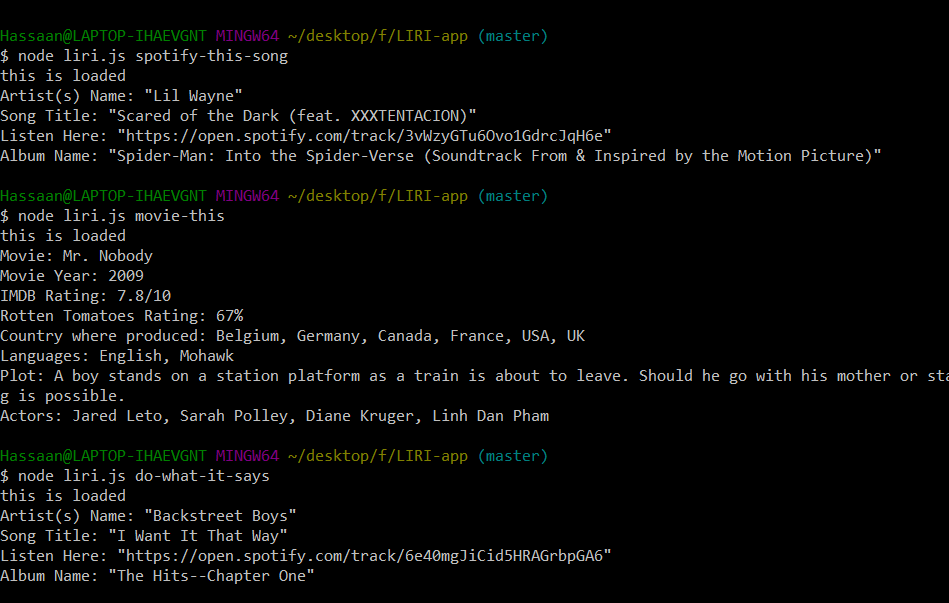 Hassaan@LAPTOP-IHAEVGNT MINGW64 ~/desktop/f/LIRI-app (master)
$ node liri.js spotify-this-song
this is loaded
Artist(s) Name: "Lil Wayne"
Song Title: "Scared of the Dark (feat. XXXTENTACION)"
Listen Here: "https://open.spotify.com/track/3vWzyGTu6Ovo1GdrcJqH6e"
Album Name: "Spider-Man: Into the Spider-Verse (Soundtrack From & Inspired by the Motion Picture)"
Hassaan@LAPTOP-IHAEVGNT MINGW64 ~/desktop/f/LIRI-app (master)
$ node liri.js movie-this
this is loaded
Movie: Mr. Nobody
Movie Year: 2009
IMDB Rating: 7.8/10
Rotten Tomatoes Rating: 67%
Country where produced: Belgium, Germany, Canada, France, USA, UK
Languages: English, Mohawk
Plot: A boy stands on a station platform as a train is about to leave. Should he go with his mother or sta
g is possible.
Actors: Jared Leto, Sarah Polley, Diane Kruger, Linh Dan Pham
Hassaan@LAPTOP-IHAEVGNT MINGW64 ~/desktop/f/LIRI-app (master)
$ node liri.js do-what-it-says
this is loaded
Artist(s) Name: "Backstreet Boys"
Song Title: "I Want It That Way"
Listen Here: "https://open.spotify.com/track/6e40mgJiCid5HRAGrbpGA6"
Album Name: "The Hits--Chapter One"